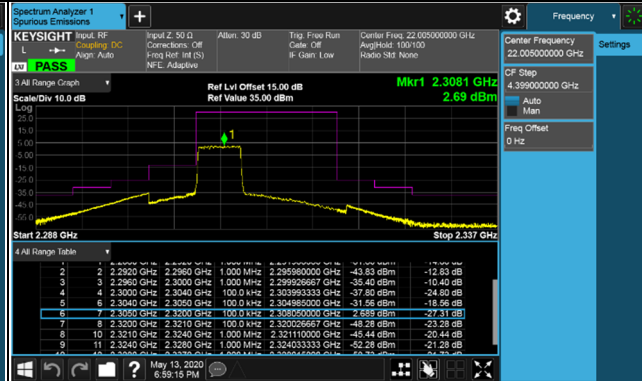 Spectrum Analyzer 1
Spurious Emissions
Frequency
KEYSIGHT Input: RF
Coupling: DC
Align: Auto
Input Z: 50 Ω
Corrections: Off
Freq Ref: Int (S)
NFE: Adaptive
Atten: 30 dB
Trig: Free Run
Gate: Off
IF Gain: Low
Center Freq: 22.005000000 GHz
Avg|Hold: 100/100
Radio Std: None
L
LXI PASS
Center Frequency
22.005000000 GHz
Settings
CF Step
4.399000000 GHz
Auto
Man
Freq Offset
0 Hz
3 All Range Graph
Scale/Div 10.0 dB
Ref Lvl Offset 15.00 dB
Ref Value 35.00 dBm
Mkr1 2.3081 GHz
2.69 dBm
Log
25.0
15.0
5.00
-5.00
-15.0
-25.0
-35.0
-45.0
-55.0
1
Start 2.288 GHz
Stop 2.337 GHz
4 All Range Table
2 2 2.2920 GHz 2.2960 GHz 1.000 MHz 2.295980000 GHz -43.83 dBm -12.83 dB
3 3 2.2960 GHz 2.3000 GHz 1.000 MHz 2.299926667 GHz -35.40 dBm -10.40 dB
4 4 2.3000 GHz 2.3040 GHz 100.0 kHz 2.303993333 GHz -37.80 dBm -24.80 dB
5 6 2.3040 GHz 2.3050 GHz 100.0 kHz 2.304985000 GHz -31.56 dBm -18.56 dB
6 7 2.3050 GHz 2.3200 GHz 100.0 kHz 2.308050000 GHz 2.689 dBm -27.31 dB
7 8 2.3200 GHz 2.3210 GHz 100.0 kHz 2.320026667 GHz -48.28 dBm -23.28 dB
8 10 2.3210 GHz 2.3240 GHz 1.000 MHz 2.321110000 GHz -45.44 dBm -20.44 dB
9 11 2.3240 GHz 2.3280 GHz 1.000 MHz 2.324033333 GHz -52.28 dBm -21.28 dB
May 13, 2020
6:59:15 PM